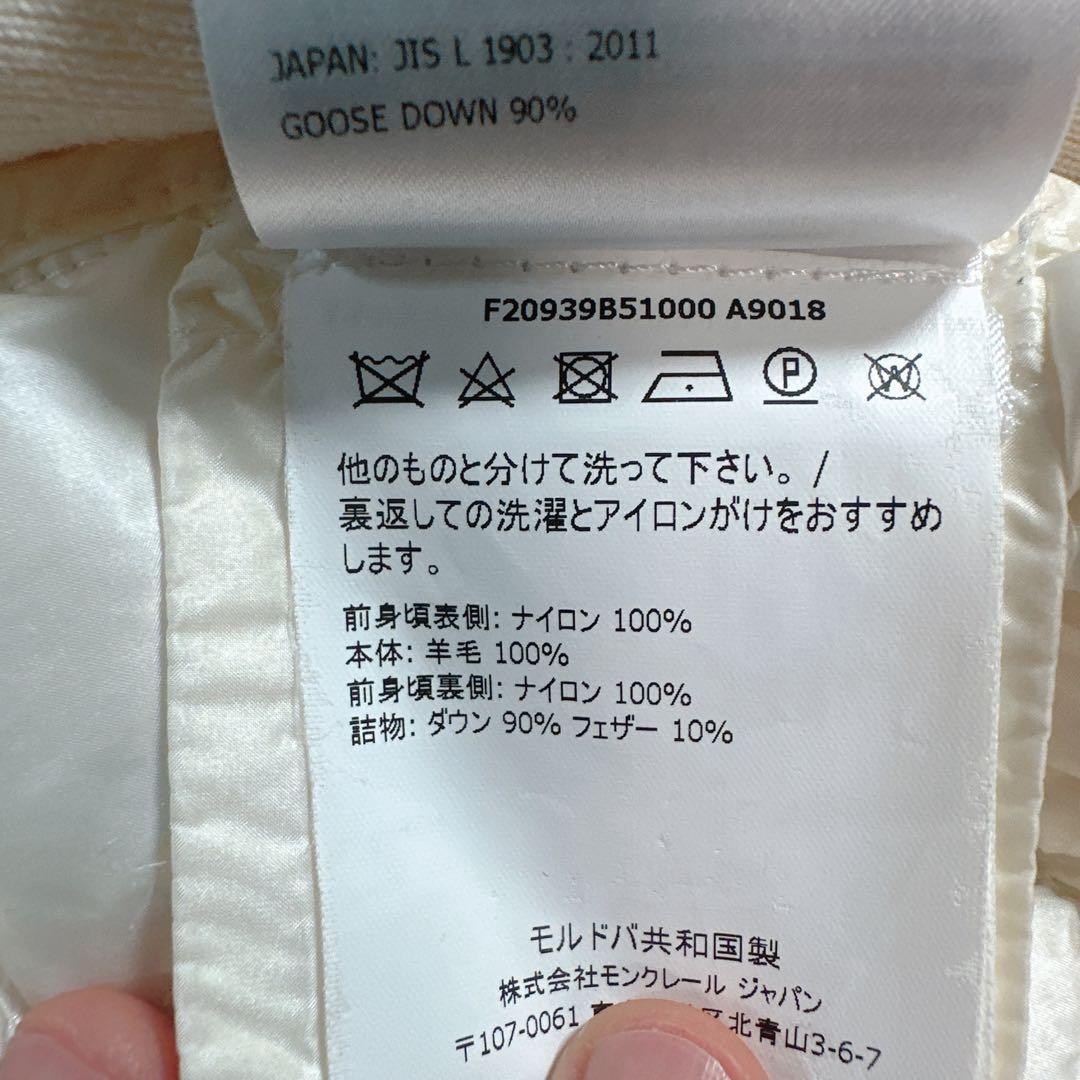 JAPAN: JIS L 1903 : 2011
GOOSE DOWN 90%
F20939B51000 A9018
P
W
他のものと分けて洗って下さい。/
裏返しての洗濯とアイロンがけをおすすめ
します。
前身頃表側: ナイロン 100%
本体: 羊毛 100%
前身頃裏側: ナイロン 100%
詰物: ダウン 90% フェザー 10%
モルドバ共和国製
株式会社モンクレール ジャパン
〒107-0061 区北青山3-6-7